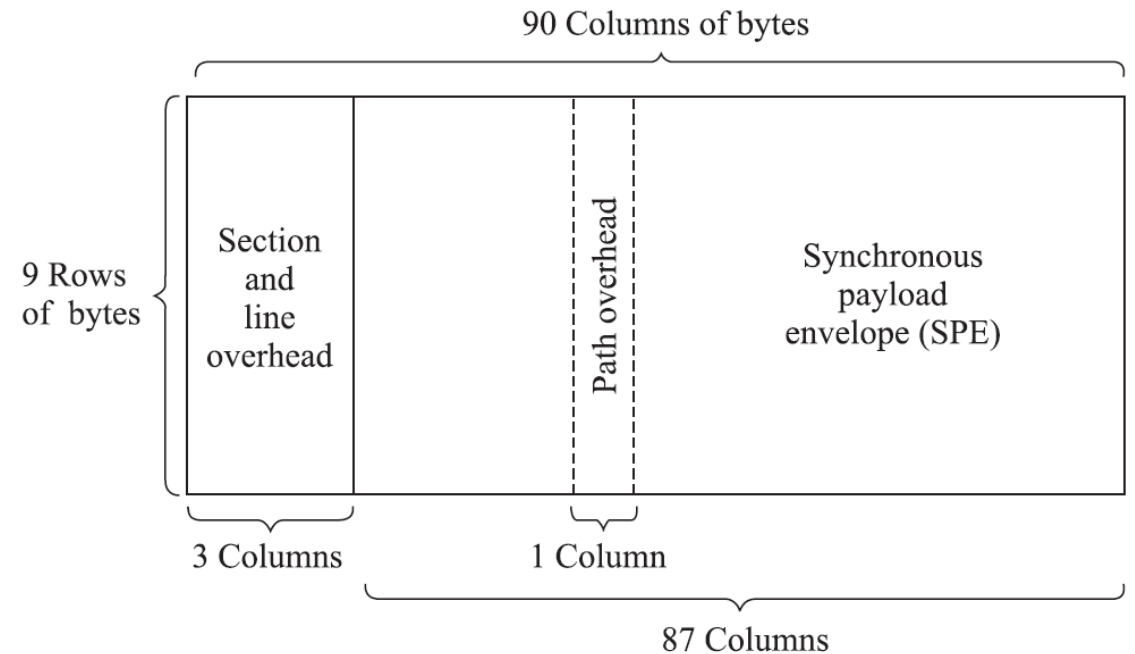 90 Columns of bytes
9 Rows
of bytes
Section
and
line
overhead
Path overhead
Synchronous
payload
envelope (SPE)
3 Columns
1 Column
87 Columns